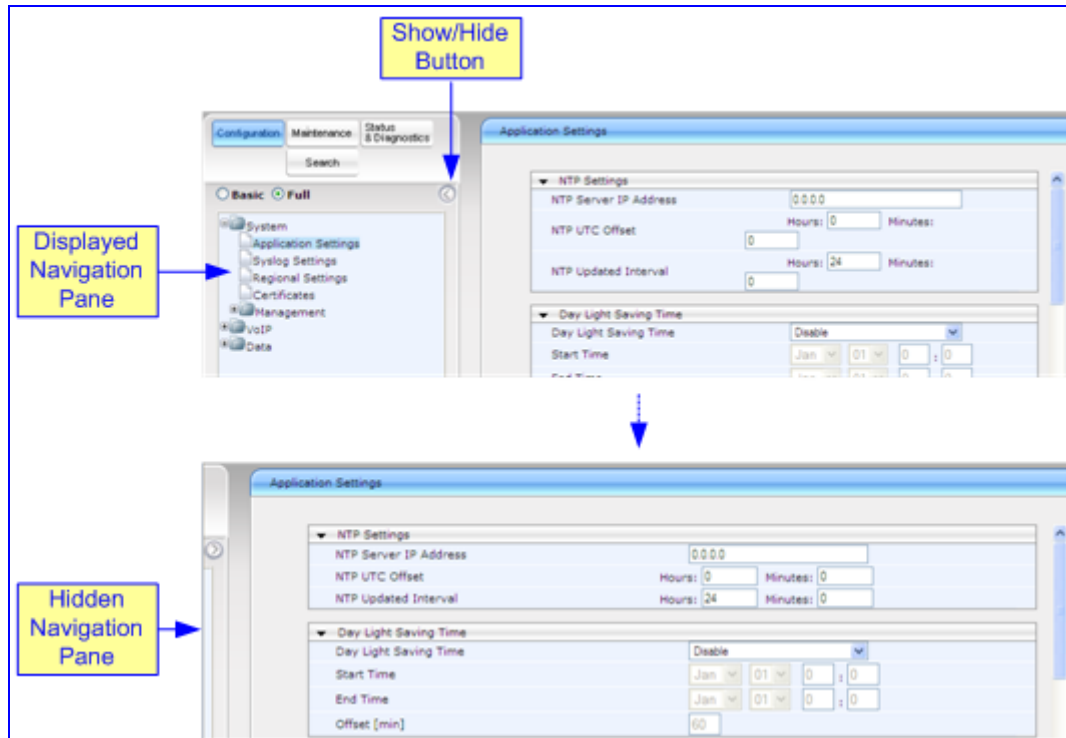 Show/Hide
Button
Configuration Maintenance Status
& Diagnostics
Search
Basic Full
System
Application Settings
Syslog Settings
Regional Settings
Certificates
Management
VoIP
Data
Displayed
Navigation
Pane
Application Settings
NTP Settings
NTP Server IP Address 0.0.0.0
NTP UTC Offset Hours: 0 Minutes:
0
NTP Updated Interval Hours: 24 Minutes:
0
Day Light Saving Time
Day Light Saving Time Disable
Start Time Jan 01 0 : 0
End Time Jan 01 0 : 0
Hidden
Navigation
Pane
Application Settings
NTP Settings
NTP Server IP Address 0.0.0.0
NTP UTC Offset Hours: 0 Minutes: 0
NTP Updated Interval Hours: 24 Minutes: 0
Day Light Saving Time
Day Light Saving Time Disable
Start Time Jan 01 0 : 0
End Time Jan 01 0 : 0
Offset [min] 60